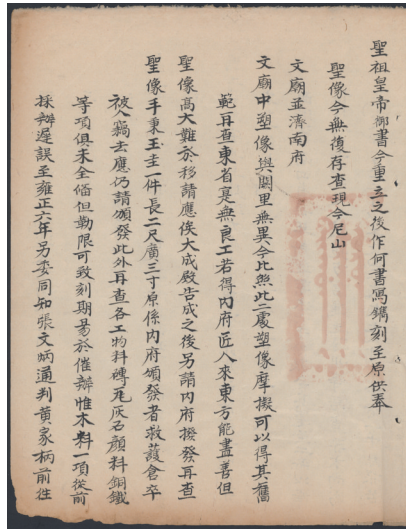 聖祖皇帝御書今重立之後作何書寫鐫刻至原供奉
聖像今無復存查現今尼山
文廟並濟南府
文廟中塑像與闕里無異今比照此二處塑像摩擬可以得其舊
範再查東省寔無良工若得內府匠人來東方能盡善但
聖像高大難於移請應俟大成殿告成之後另請內府撥發再查
聖像手秉玉圭一件長二尺廣三寸原係內府頒發者救護倉卒
被人竊去應仍請頒發此外再查各工物料磚瓦灰石顏料銅鐵
等項俱未全備但勒限可致刻期易於催辦惟木料一項從前
採辦遲誤至雍正六年另委同知張文炳通判黃家柄前往